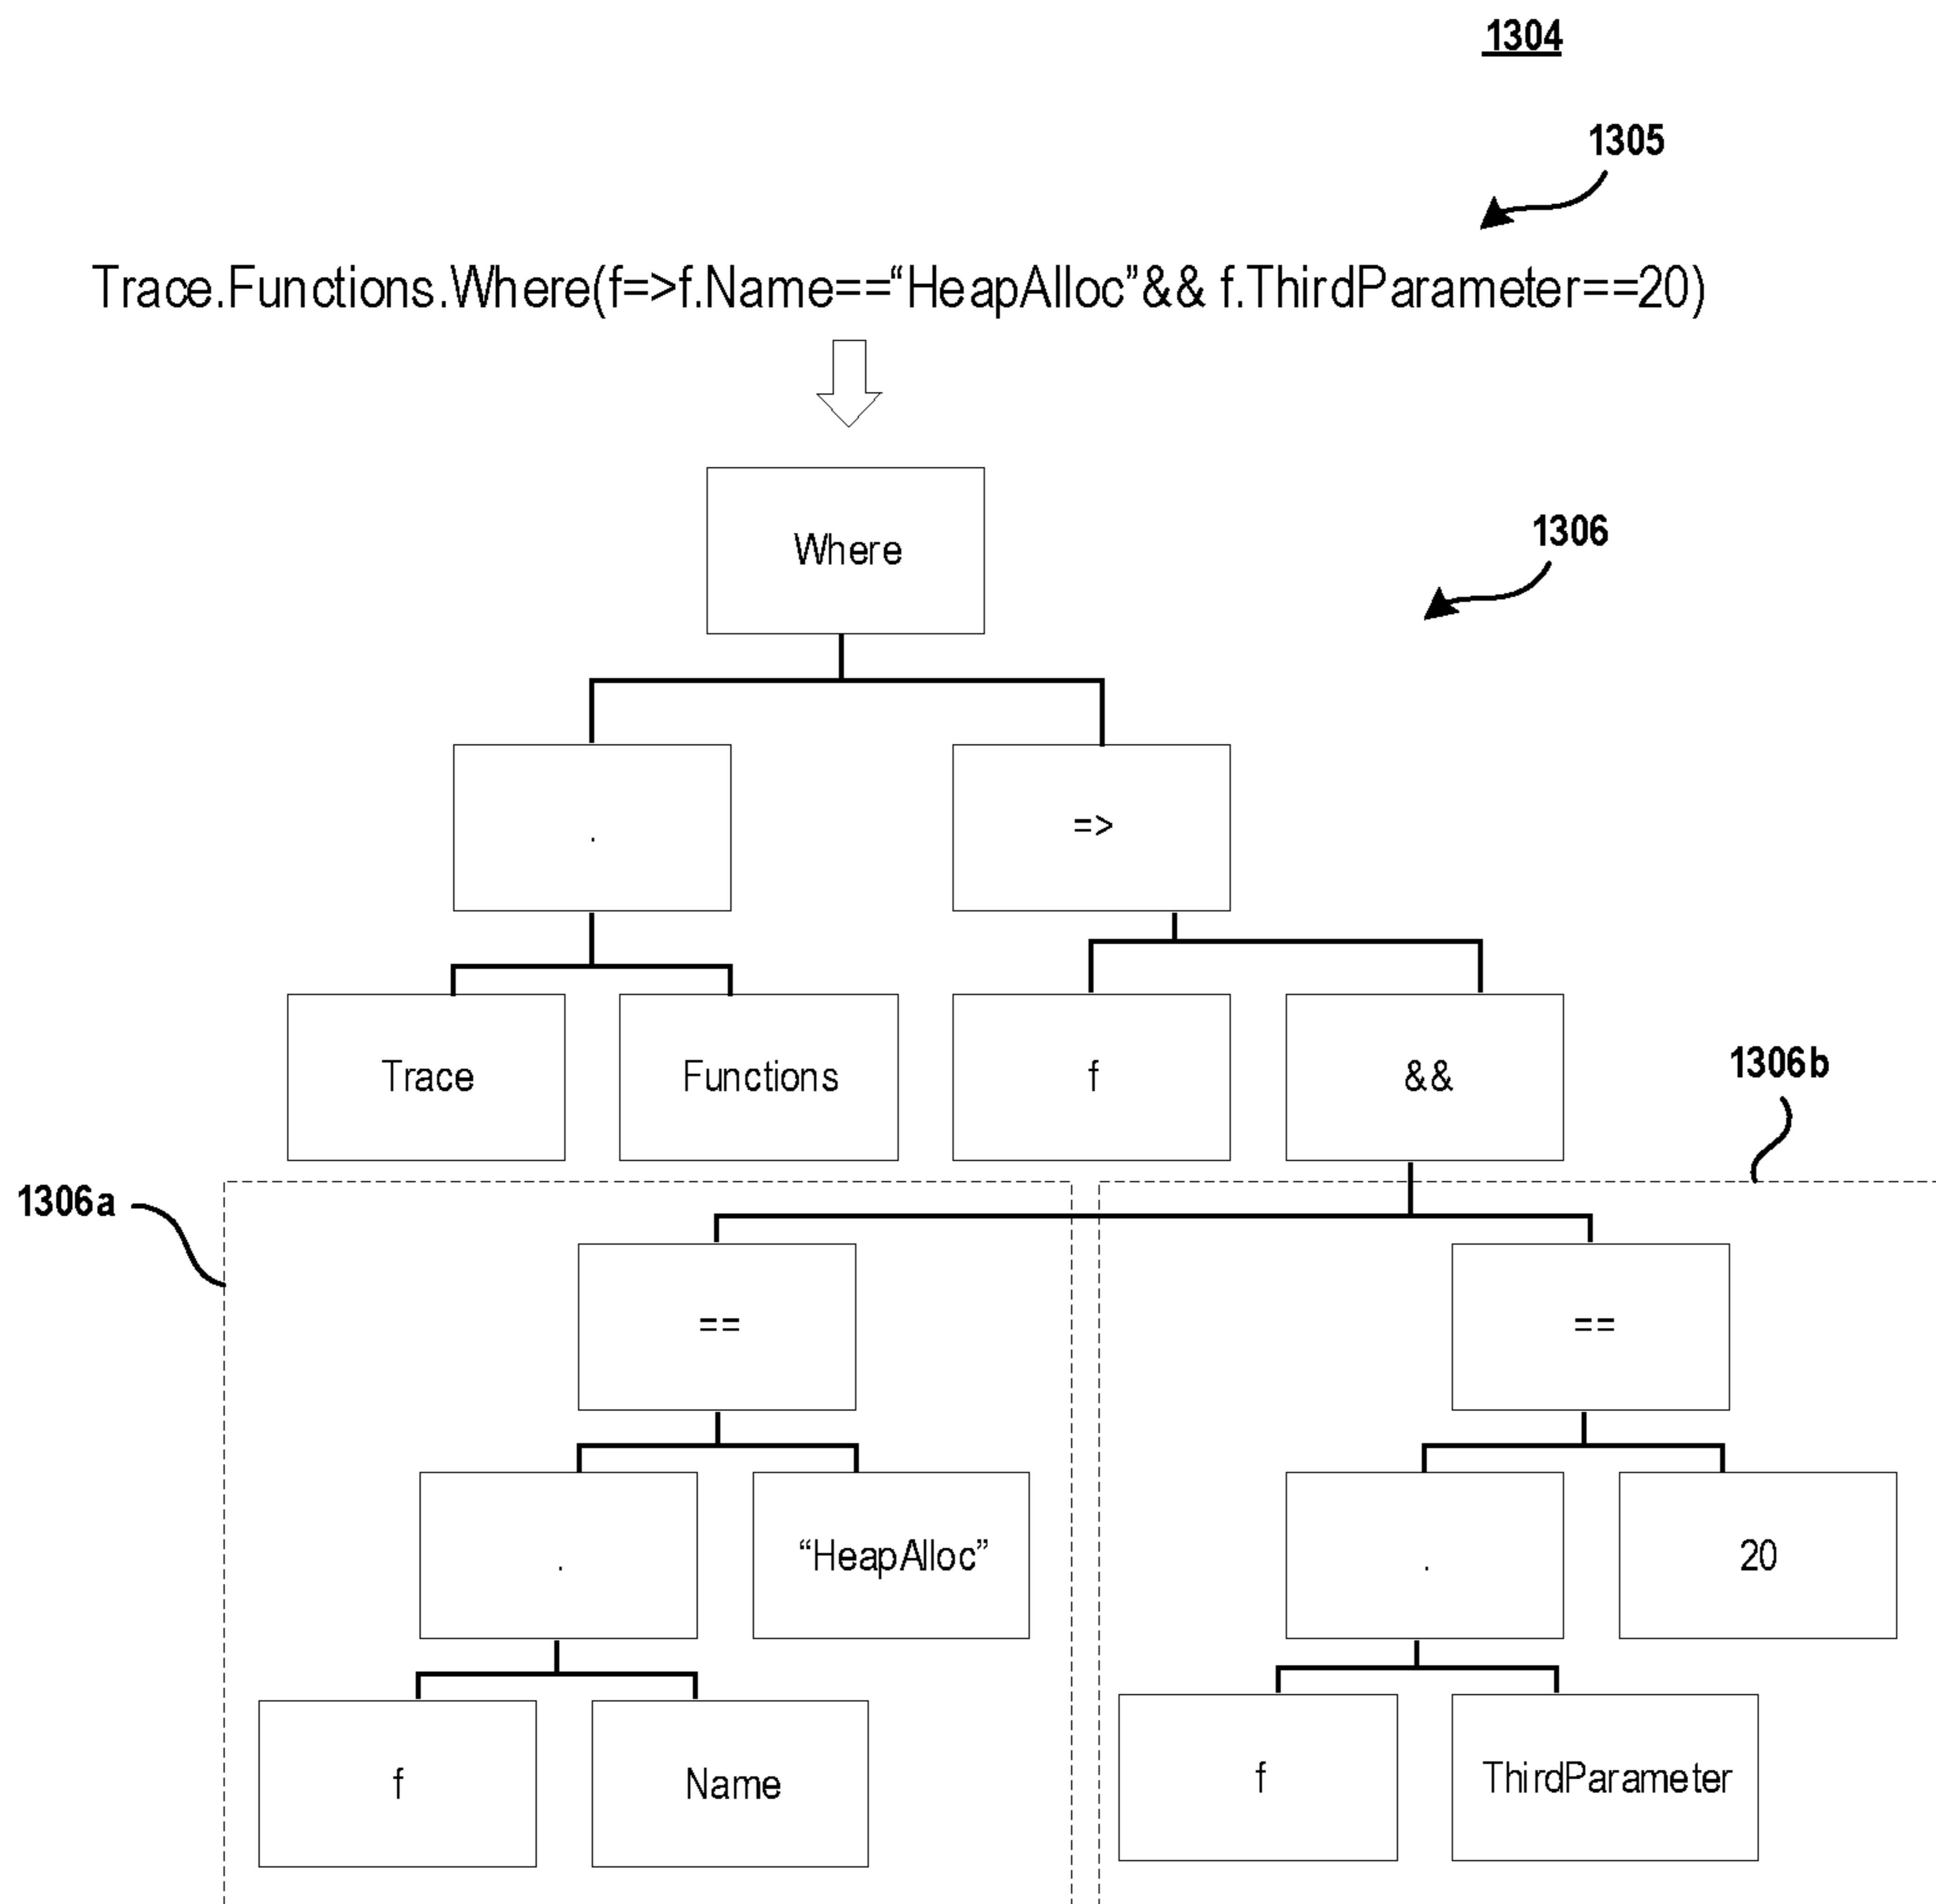 1304
1305
Trace.Functions.Where(f=>f.Name==“HeapAlloc”&& f.ThirdParameter==20)
Where
1306
.
=>
Trace
Functions
f
&&
1306b
1306a
==
==
.
“HeapAlloc”
.
20
f
Name
f
ThirdParameter